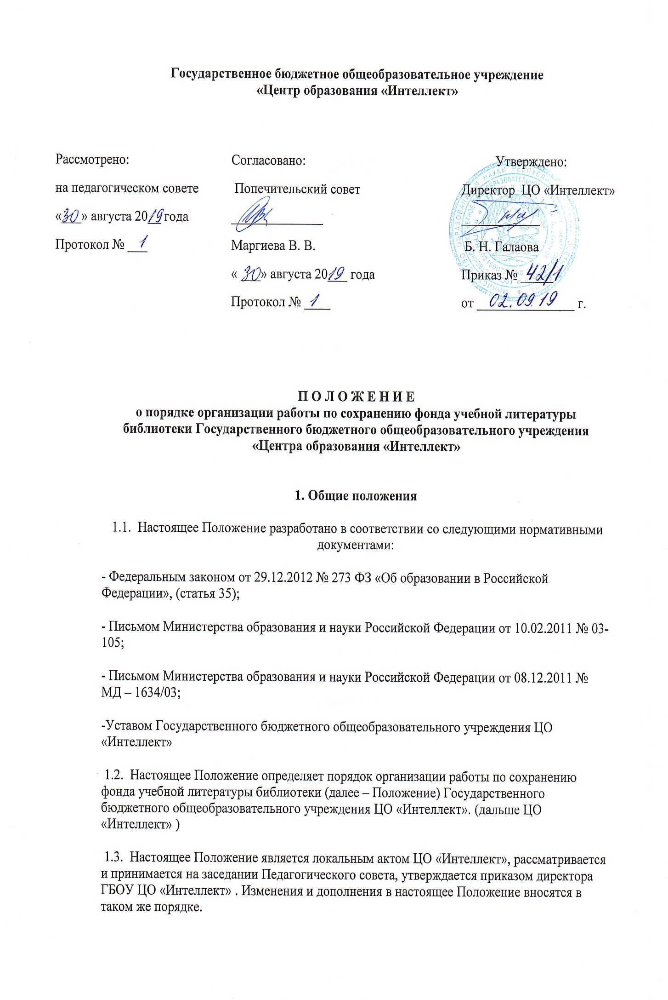 Государственное бюджетное общеобразовательное учреждение
«Центр образования «Интеллект»
Рассмотрено:
на педагогическом совете
«30» августа 2019 года
Протокол № 1
Согласовано:
Попечительский совет
Маргиева В. В.
« 30» августа 2019 года
Протокол № 1
Утверждено:
Директор ЦО «Интеллект»
Б. Н. Галаова
Приказ № 42/1
от 02.09.19 г.
П О Л О Ж Е Н И Е
о порядке организации работы по сохранению фонда учебной литературы
библиотеки Государственного бюджетного общеобразовательного учреждения
«Центра образования «Интеллект»
1. Общие положения
1.1. Настоящее Положение разработано в соответствии со следующими нормативными
документами:
- Федеральным законом от 29.12.2012 № 273 ФЗ «Об образовании в Российской
Федерации», (статья 35);
- Письмом Министерства образования и науки Российской Федерации от 10.02.2011 № 03-
105;
- Письмом Министерства образования и науки Российской Федерации от 08.12.2011 №
МД – 1634/03;
-Уставом Государственного бюджетного общеобразовательного учреждения ЦО
«Интеллект»
1.2. Настоящее Положение определяет порядок организации работы по сохранению
фонда учебной литературы библиотеки (далее – Положение) Государственного
бюджетного общеобразовательного учреждения ЦО «Интеллект». (дальше ЦО
«Интеллект» )
1.3. Настоящее Положение является локальным актом ЦО «Интеллект», рассматривается
и принимается на заседании Педагогического совета, утверждается приказом директора
ГБОУ ЦО «Интеллект» . Изменения и дополнения в настоящее Положение вносятся в
таком же порядке.